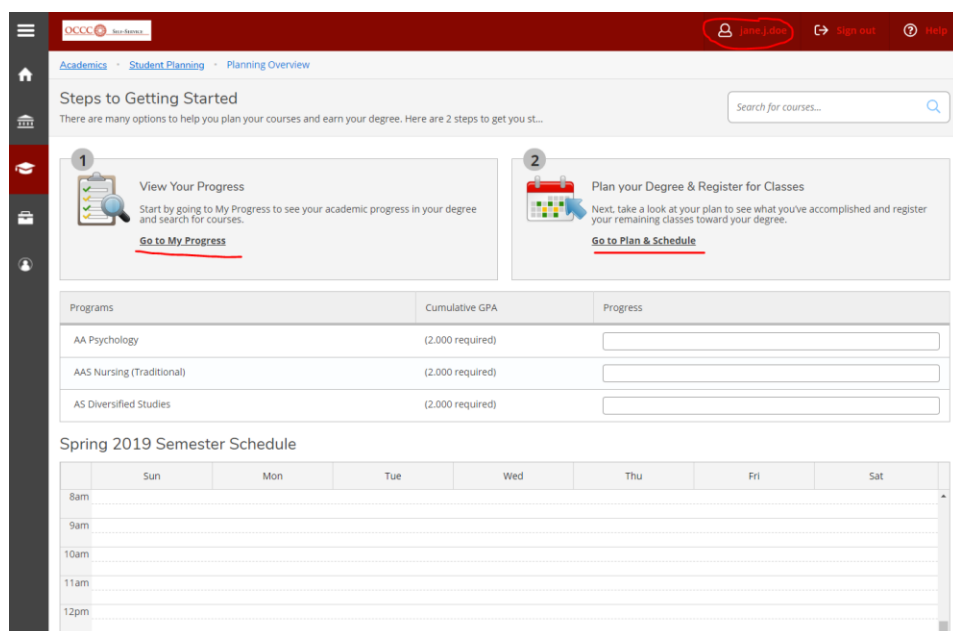 OCCC Self-Service jane.j.doe Sign out Help
Academics Student Planning Planning Overview
Steps to Getting Started
There are many options to help you plan your courses and earn your degree. Here are 2 steps to get you st...
Search for courses...
1
View Your Progress
Start by going to My Progress to see your academic progress in your degree
and search for courses.
Go to My Progress
2
Plan your Degree & Register for Classes
Next, take a look at your plan to see what you've accomplished and register
your remaining classes toward your degree.
Go to Plan & Schedule
Programs Cumulative GPA Progress
AA Psychology (2.000 required)
AAS Nursing (Traditional) (2.000 required)
AS Diversified Studies (2.000 required)
Spring 2019 Semester Schedule
Sun Mon Tue Wed Thu Fri Sat
8am
9am
10am
11am
12pm